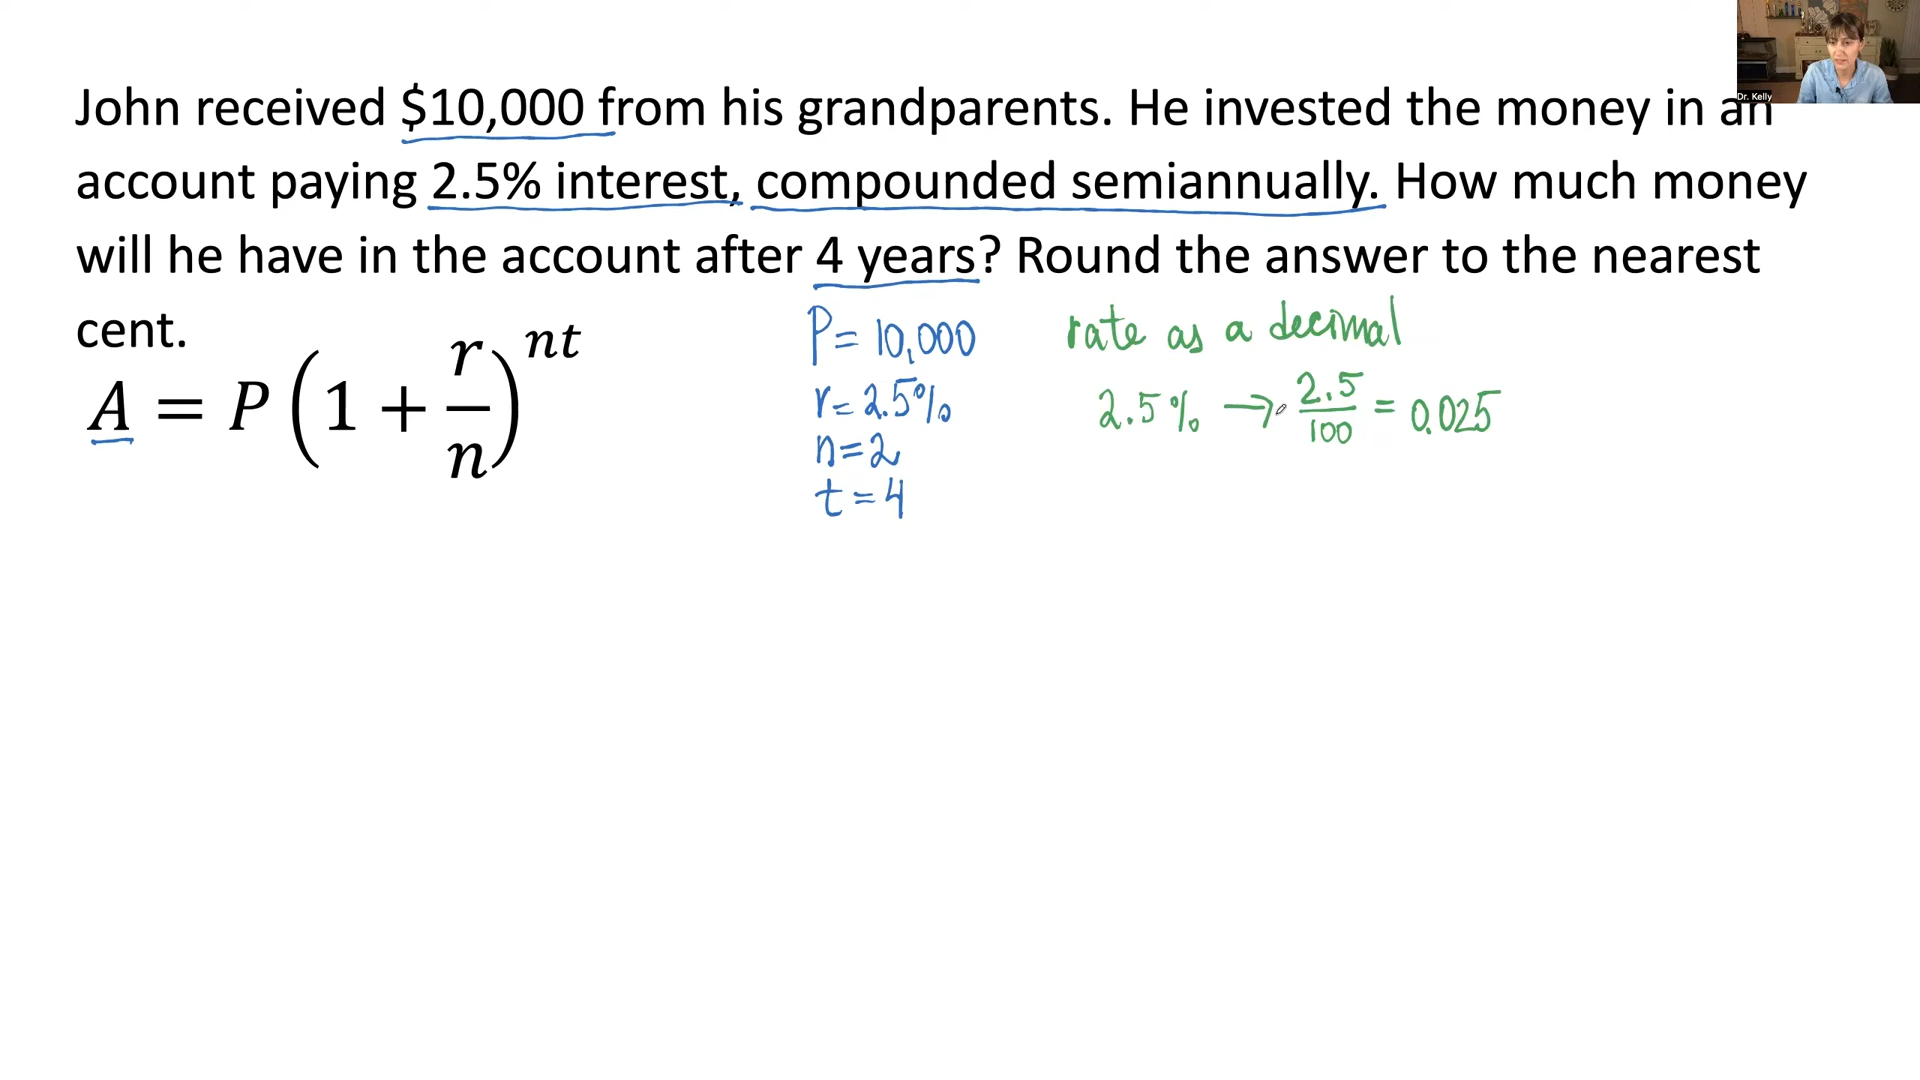 Dr. Kelly
John received $10,000 from his grandparents. He invested the money in an
account paying 2.5% interest, compounded semiannually. How much money
will he have in the account after 4 years? Round the answer to the nearest
cent.
A = P(1 + r/n)^nt
P = 10,000
r = 2.5%
n = 2
t = 4
rate as a decimal
2.5% → 2.5/100 = 0.025